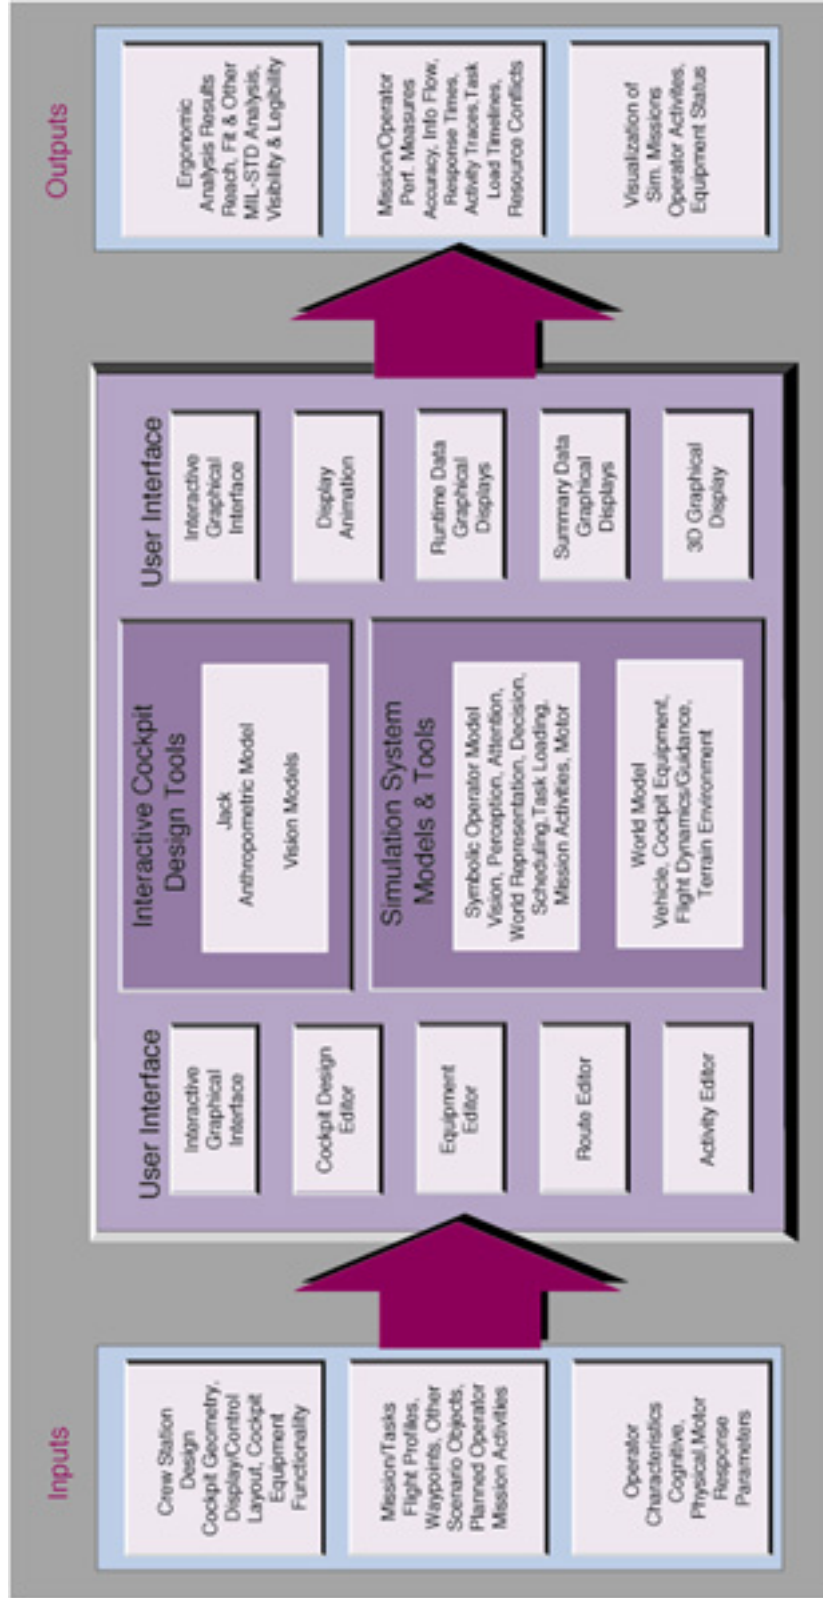 Inputs
Crew Station
Design
Cockpit Geometry,
Display/Control
Layout, Cockpit
Equipment
Functionality
Mission/Tasks
Flight Profiles,
Waypoints, Other
Scenario Objects,
Planned Operator
Mission Activities
Operator
Characteristics
Cognitive,
Physical,Motor
Response
Parameters
User Interface
Interactive
Graphical
Interface
Cockpit Design
Editor
Equipment
Editor
Route Editor
Activity Editor
Interactive Cockpit
Design Tools
Jack
Anthropometric Model
Vision Models
Simulation System
Models & Tools
Symbolic Operator Model
Vision, Perception, Attention,
World Representation, Decision,
Scheduling,Task Loading,
Mission Activities, Motor
World Model
Vehicle, Cockpit Equipment,
Flight Dynamics/Guidance,
Terrain Environment
User Interface
Interactive
Graphical
Interface
Display
Animation
Runtime Data
Graphical
Displays
Summary Data
Graphical
Displays
3D Graphical
Display
Outputs
Ergonomic
Analysis Results
Reach, Fit & Other
MIL-STD Analysis,
Visibility & Legibility
Mission/Operator
Perf. Measures
Accuracy, Info Flow,
Response Times,
Activity Traces,Task
Load Timelines,
Resource Conflicts
Visualization of
Sim. Missions
Operator Activites,
Equipment Status